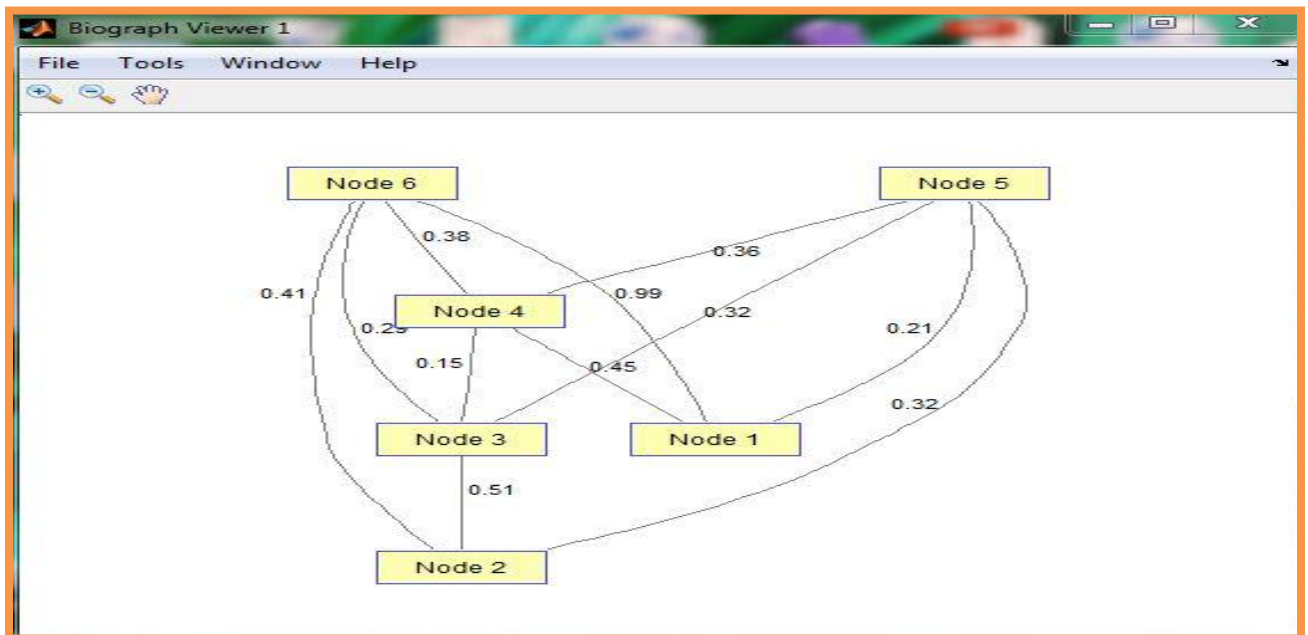 Biograph Viewer 1
File Tools Window Help
Node 6 Node 5
0.38
0.36
0.41 0.99
Node 4 0.32
0.21
0.15 0.45
0.32
Node 3 Node 1
0.51
Node 2